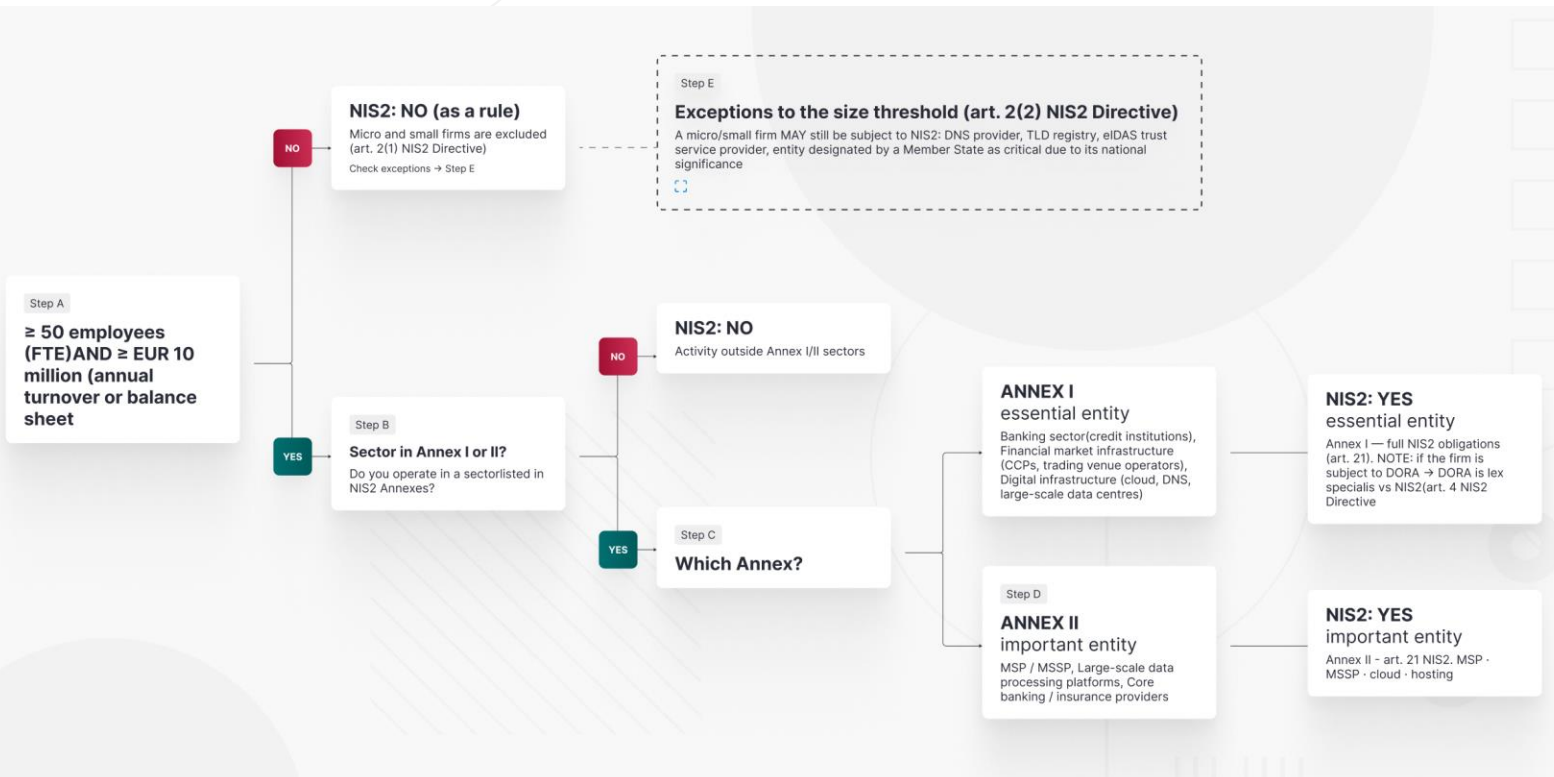 NO
NIS2: NO (as a rule)
Micro and small firms are excluded
(art. 2(1) NIS2 Directive)
Check exceptions → Step E
Step E
Exceptions to the size threshold (art. 2(2) NIS2 Directive)
A micro/small firm MAY still be subject to NIS2: DNS provider, TLD registry, eIDAS trust
service provider, entity designated by a Member State as critical due to its national
significance
Step A
≥ 50 employees
(FTE)AND ≥ EUR 10
million (annual
turnover or balance
sheet
YES
Step B
Sector in Annex I or II?
Do you operate in a sectorlisted in
NIS2 Annexes?
NO
NIS2: NO
Activity outside Annex I/II sectors
YES
Step C
Which Annex?
ANNEX I
essential entity
Banking sector(credit institutions),
Financial market infrastructure
(CCPs, trading venue operators),
Digital infrastructure (cloud, DNS,
large-scale data centres)
NIS2: YES
essential entity
Annex I — full NIS2 obligations
(art. 21). NOTE: if the firm is
subject to DORA → DORA is lex
specialis vs NIS2(art. 4 NIS2
Directive
Step D
ANNEX II
important entity
MSP / MSSP, Large-scale data
processing platforms, Core
banking / insurance providers
NIS2: YES
important entity
Annex II - art. 21 NIS2. MSP ·
MSSP · cloud · hosting